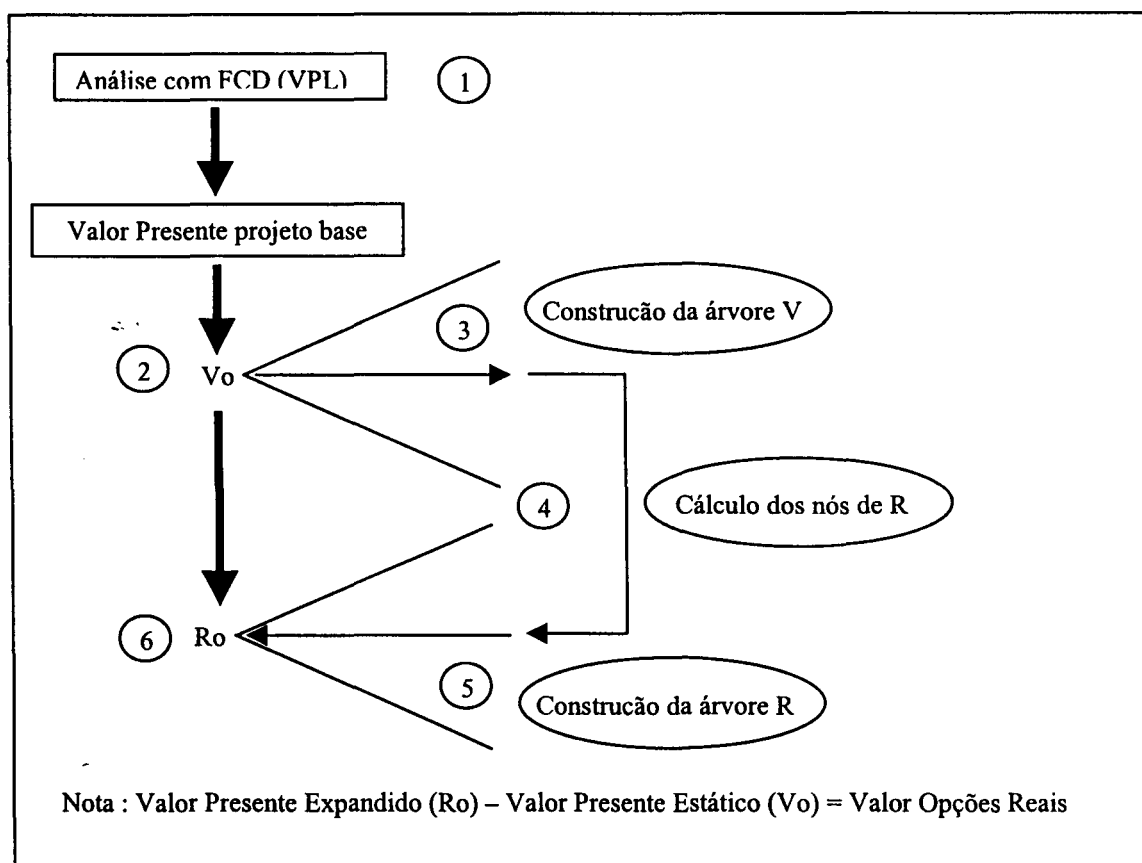 Análise com FCD (VPL)
1
Valor Presente projeto base
Construcão da árvore V
3
2
Vo
4
Cálculo dos nós de R
6
Ro
5
Construcão da árvore R
Nota : Valor Presente Expandido (Ro) – Valor Presente Estático (Vo) = Valor Opções Reais